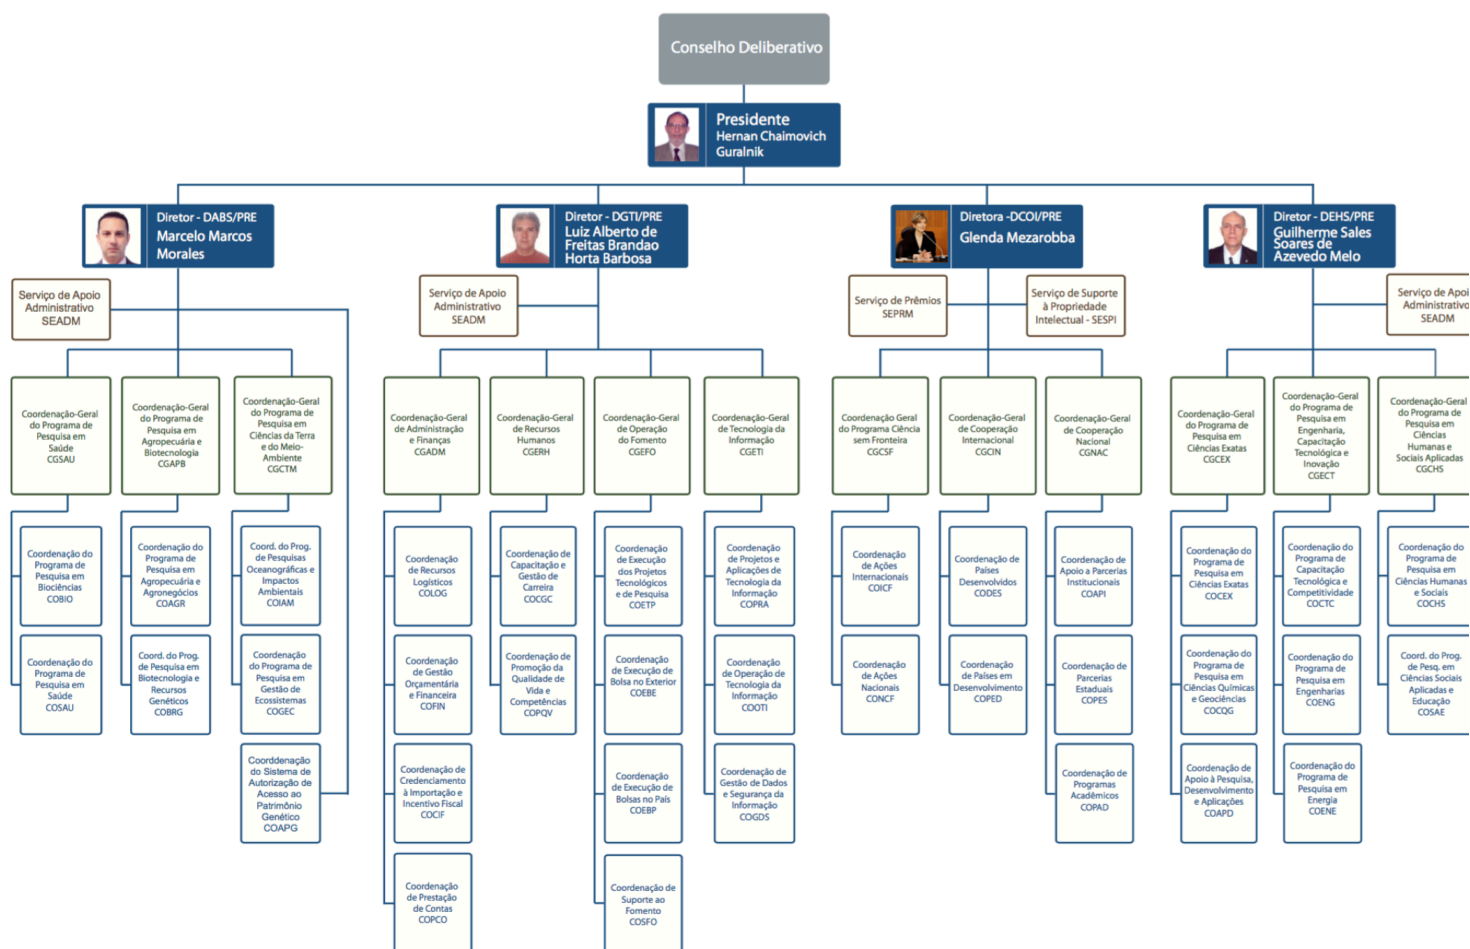 Conselho Deliberativo
Presidente
Hernan Chaimovich
Guralnik
Diretor - DABS/PRE
Marcelo Marcos
Morales
Diretor - DGTI/PRE
Luiz Alberto de
Freitas Brandao
Horta Barbosa
Diretora -DCOI/PRE
Glenda Mezarobba
Diretor - DEHS/PRE
Guilherme Sales
Soares de
Azevedo Melo
Serviço de Apoio
Administrativo
SEADM
Serviço de Apoio
Administrativo
SEADM
Serviço de Prêmios
SEPRM
Serviço de Suporte
à Propriedade
Intelectual - SESPI
Serviço de Apoi
Administrativo
SEADM
Coordenação-Geral
do Programa de
Pesquisa em
Saúde
CGSAU
Coordenação-Geral
do Programa de
Pesquisa em
Agropecuária e
Biotecnologia
CGAPB
Coordenação-Geral
do Programa de
Pesquisa em
Ciências da Terra
e do Meio-
Ambiente
CGCTM
Coordenação-Geral
de Administração
e Finanças
CGADM
Coordenação-Geral
de Recursos
Humanos
CGERH
Coordenação-Geral
de Operação
do Fomento
CGEFO
Coordenação-Geral
de Tecnologia da
Informação
CGETI
Coordenação Geral
do Programa Ciência
sem Fronteira
CGCSF
Coordenação-Geral
de Cooperação
Internacional
CGCIN
Coordenação-Geral
de Cooperação
Nacional
CGNAC
Coordenação-Geral
do Programa de
Pesquisa em
Ciências Exatas
CGCEX
Coordenação-Geral
do Programa de
Pesquisa em
Engenharia,
Capacitação
Tecnológica e
Inovação
CGECT
Coordenação-Geral
do Programa de
Pesquisa em
Ciências
Humanas e
Sociais Aplicadas
CGCHS
Coordenação do
Programa de
Pesquisa em
Biociências
COBIO
Coordenação do
Programa de
Pesquisa em
Agropecuária e
Agronegócios
COAGR
Coord. do Prog.
de Pesquisas
Oceanográficas e
Impactos
Ambientais
COIAM
Coordenação
de Recursos
Logísticos
COLOG
Coordenação de
Capacitação e
Gestão de
Carreira
COCGC
Coordenação
de Execução
dos Projetos
Tecnológicos
e de Pesquisa
COETP
Coordenação
de Projetos e
Aplicações de
Tecnologia da
Informação
COPRA
Coordenação
de Ações
Internacionais
COICF
Coordenação de
Países
Desenvolvidos
CODES
Coordenação de
Apoio a Parcerias
Institucionais
COAPI
Coordenação do
Programa de
Pesquisa em
Ciências Exatas
COCEX
Coordenação do
Programa de
Capacitação
Tecnológica e
Competitividade
COCTC
Coordenação do
Programa de
Pesquisa em
Ciências Humanas
e Sociais
COCHS
Coordenação do
Programa de
Pesquisa em
Saúde
COSAU
Coord. do Prog.
de Pesquisa em
Biotecnologia e
Recursos
Genéticos
COBRG
Coordenação
do Programa de
Pesquisa em
Gestão de
Ecossistemas
COGEC
Coordenação
de Gestão
Orçamentária
e Financeira
COFIN
Coordenação de
Promoção da
Qualidade de
Vida e
Competências
COPQV
Coordenação
de Execução de
Bolsa no Exterior
COEBE
Coordenação
de Operação de
Tecnologia da
Informação
COOTI
Coordenação
de Ações
Nacionais
CONCF
Coordenação
de Países em
Desenvolvimento
COPED
Coordenação de
Parcerias
Estaduais
COPES
Coordenação do
Programa de
Pesquisa em
Ciências Químicas
e Geociências
COCQG
Coordenação do
Programa de
Pesquisa em
Engenharias
COENG
Coord. do Prog.
de Pesq. em
Ciências Sociais
Aplicadas e
Educação
COSAE
Coorddenação
do Sistema de
Autorização de
Acesso ao
Patrimônio
Genético
COAPG
Coordenação de
Credenciamento
à Importação e
Incentivo Fiscal
COCIF
Coordenação
de Execução de
Bolsas no País
COEBP
Coordenação de
Gestão de Dados
e Segurança da
Informação
COGDS
Coordenação de
Programas
Acadêmicos
COPAD
Coordenação de
Apoio à Pesquisa,
Desenvolvimento
e Aplicações
COAPD
Coordenação do
Programa de
Pesquisa em
Energia
COENE
Coordenação
de Prestação
de Contas
COPCO
Coordenação de
Suporte ao
Fomento
COSFO